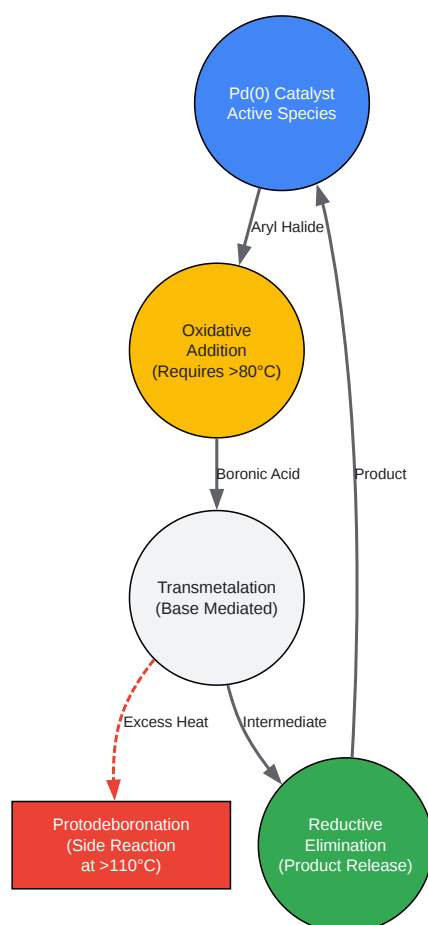 Pd(0) Catalyst
Active Species
Aryl Halide
Oxidative
Addition
(Requires >80°C)
Boronic Acid
Product
Transmetalation
(Base Mediated)
Excess Heat
Intermediate
Protodeboronation
(Side Reaction
at >110°C)
Reductive
Elimination
(Product Release)